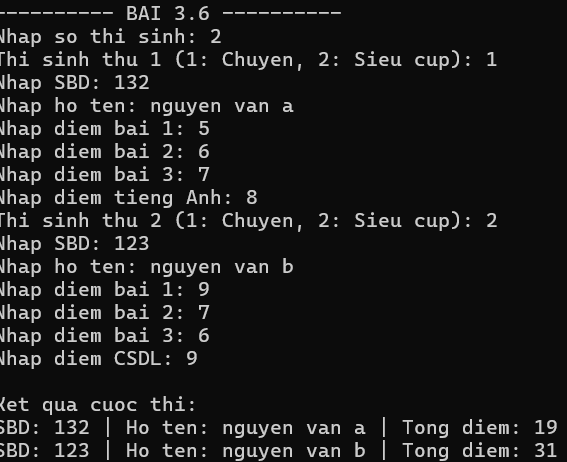 ---------- BAI 3.6 ----------
Nhap so thi sinh: 2
Thi sinh thu 1 (1: Chuyen, 2: Sieu cup): 1
Nhap SBD: 132
Nhap ho ten: nguyen van a
Nhap diem bai 1: 5
Nhap diem bai 2: 6
Nhap diem bai 3: 7
Nhap diem tieng Anh: 8
Thi sinh thu 2 (1: Chuyen, 2: Sieu cup): 2
Nhap SBD: 123
Nhap ho ten: nguyen van b
Nhap diem bai 1: 9
Nhap diem bai 2: 7
Nhap diem bai 3: 6
Nhap diem CSDL: 9
Ket qua cuoc thi:
SBD: 132 | Ho ten: nguyen van a | Tong diem: 19
SBD: 123 | Ho ten: nguyen van b | Tong diem: 31